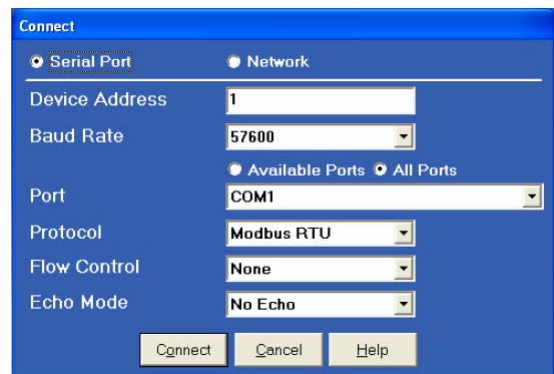 Connect
Serial Port Network
Device Address 1
Baud Rate 57600
Available Ports All Ports
Port COM1
Protocol Modbus RTU
Flow Control None
Echo Mode No Echo
Connect Cancel Help